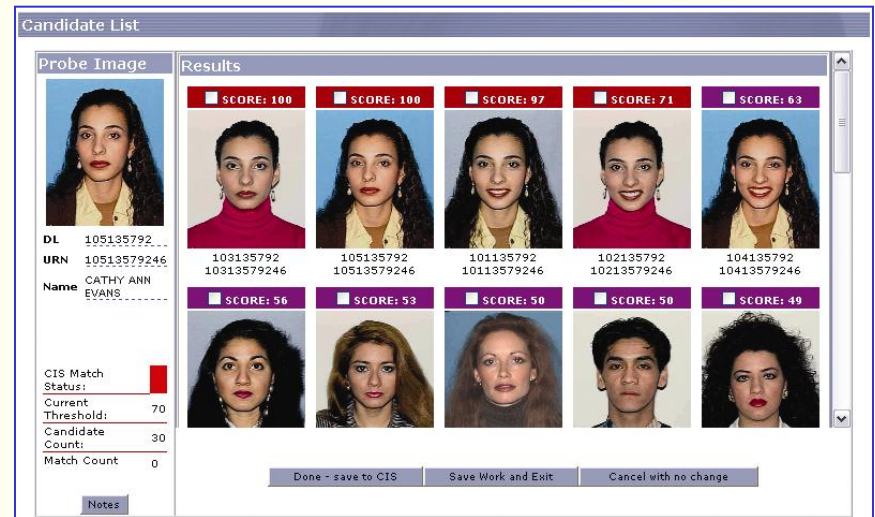 Candidate List
Probe Image
Results
SCORE: 100
SCORE: 100
SCORE: 97
SCORE: 71
SCORE: 63
DL 105135792
URN 10513579246
Name CATHY ANN
EVANS
103135792
10313579246
105135792
10513579246
101135792
10113579246
102135792
10213579246
104135792
10413579246
SCORE: 56
SCORE: 53
SCORE: 50
SCORE: 50
SCORE: 49
CIS Match
Status:
Current
Threshold: 70
Candidate
Count: 30
Match Count 0
Notes
Done - save to CIS
Save Work and Exit
Cancel with no change